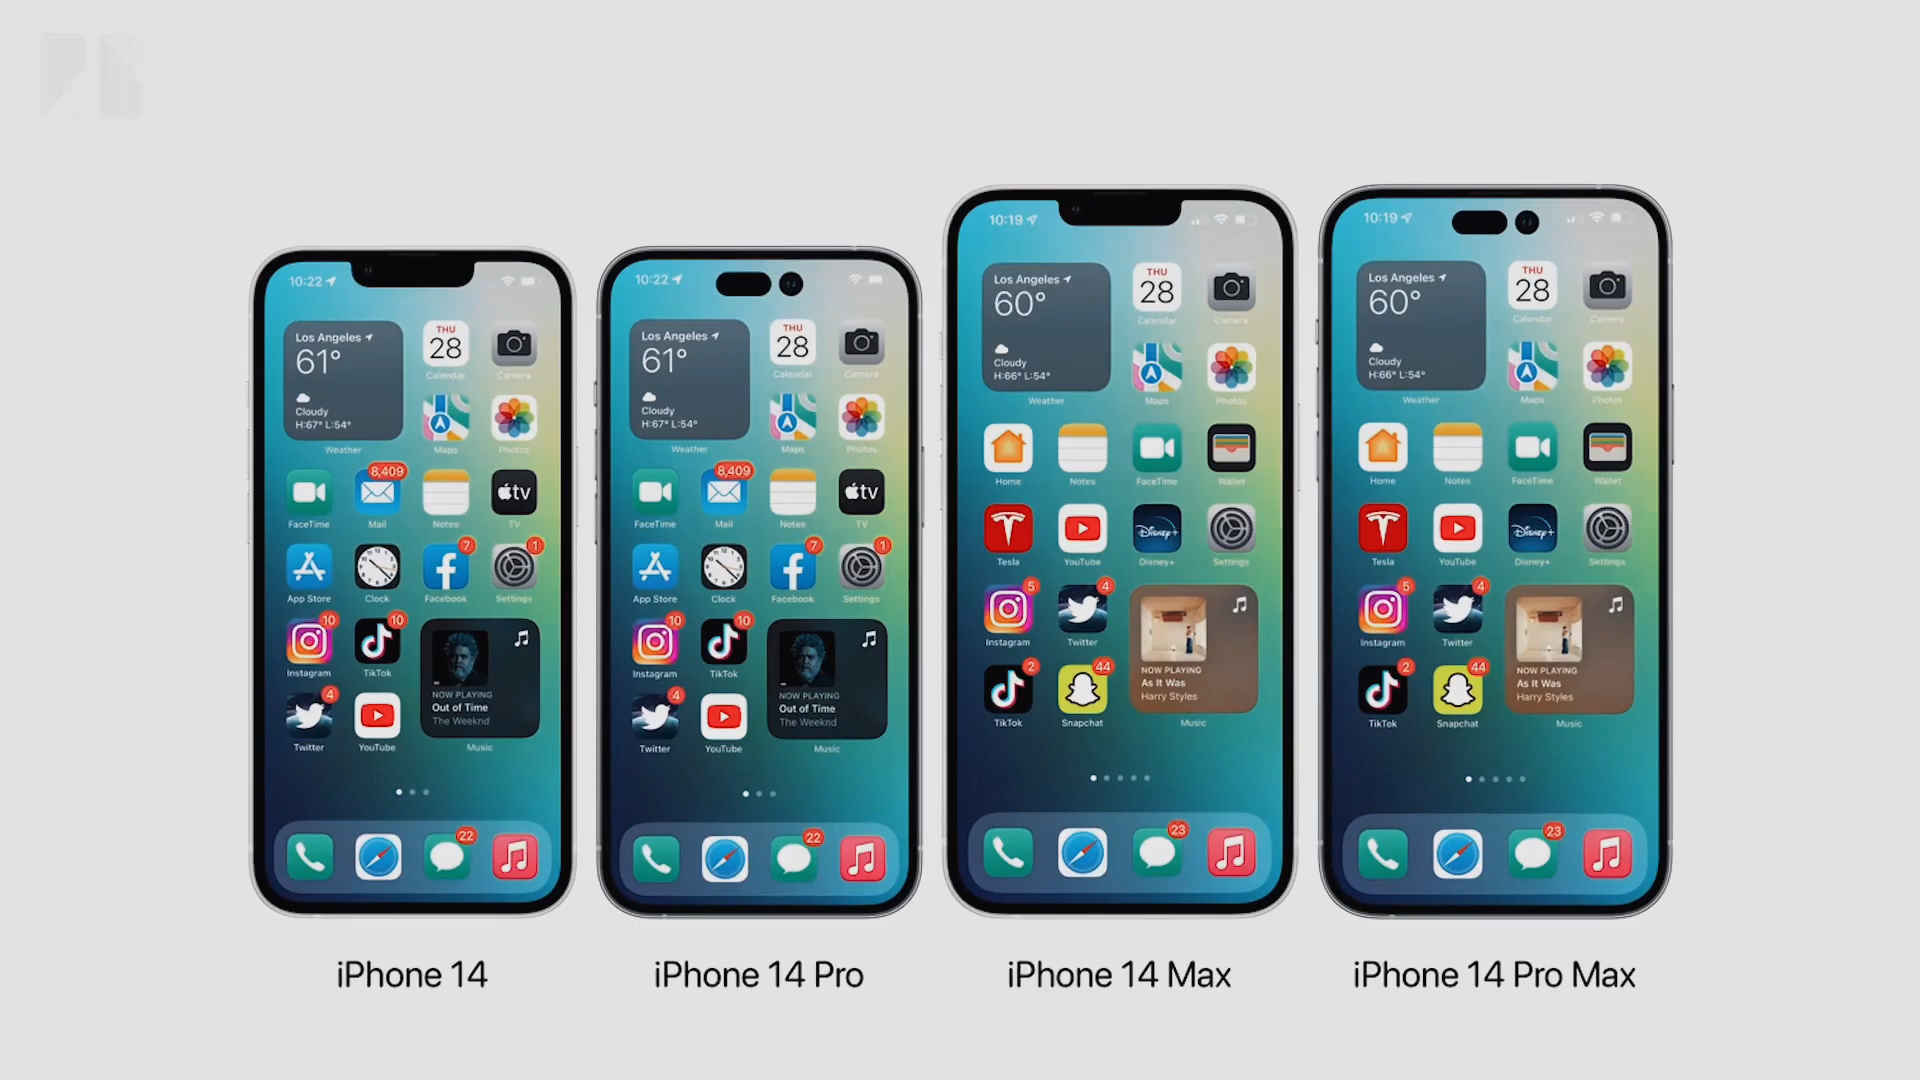 10:22
Los Angeles
61°
Cloudy
H:67° L:54°
Weather
THU
28
Calendar
Camera
Maps
Photos
8,409
FaceTime
Mail
Notes
tv
TV
7
1
App Store
Clock
Facebook
Settings
10
10
Instagram
TikTok
4
Twitter
YouTube
NOW PLAYING
Out of Time
The Weeknd
Music
22
iPhone 14
10:22
Los Angeles
61°
Cloudy
H:67° L:54°
Weather
THU
28
Calendar
Camera
Maps
Photos
8,409
FaceTime
Mail
Notes
tv
TV
7
1
App Store
Clock
Facebook
Settings
10
10
Instagram
TikTok
4
Twitter
YouTube
NOW PLAYING
Out of Time
The Weeknd
Music
22
iPhone 14 Pro
10:19
Los Angeles
60°
Cloudy
H:66° L:54°
Weather
THU
28
Calendar
Camera
Maps
Photos
Home
Notes
FaceTime
Wallet
Tesla
YouTube
Disney+
Disney+
Settings
5
4
Instagram
Twitter
2
44
TikTok
Snapchat
NOW PLAYING
As It Was
Harry Styles
Music
23
iPhone 14 Max
10:19
Los Angeles
60°
Cloudy
H:66° L:54°
Weather
THU
28
Calendar
Camera
Maps
Photos
Home
Notes
FaceTime
Wallet
Tesla
YouTube
Disney+
Disney+
Settings
5
4
Instagram
Twitter
2
44
TikTok
Snapchat
NOW PLAYING
As It Was
Harry Styles
Music
23
iPhone 14 Pro Max